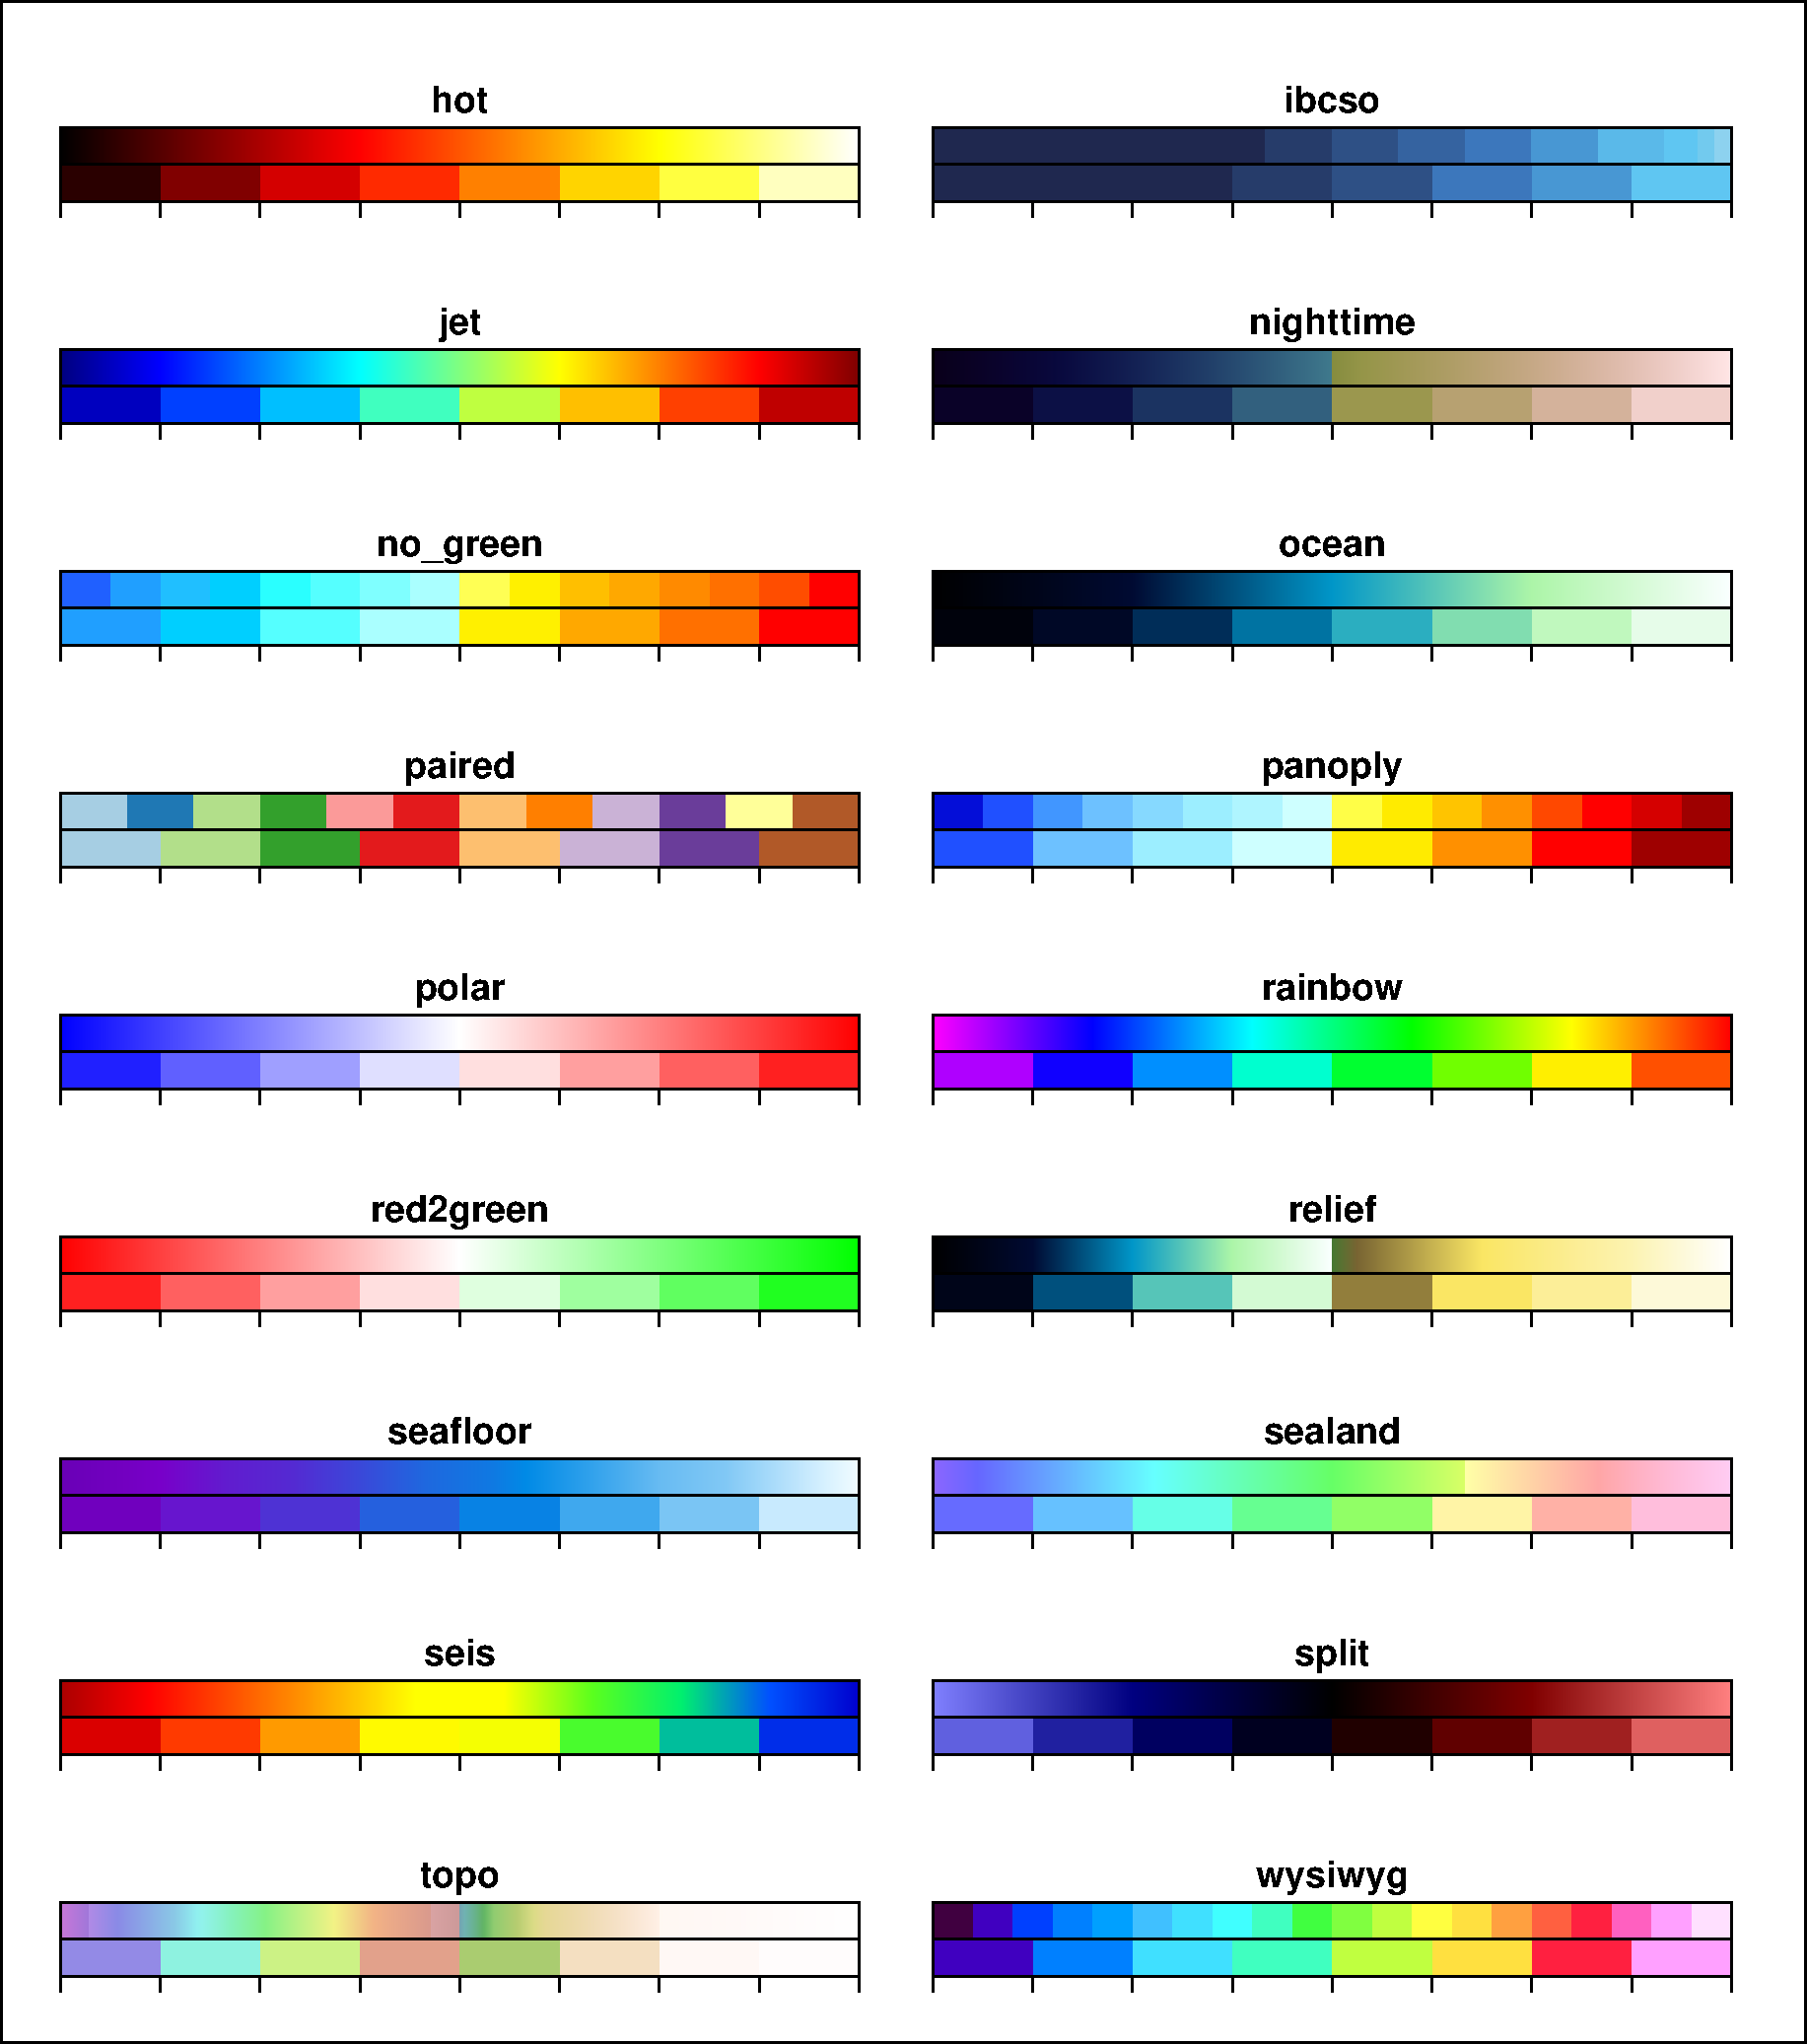 hot
ibcso
jet
nighttime
no_green
ocean
paired
panoply
polar
rainbow
red2green
relief
seafloor
sealand
seis
split
topo
wysiwyg